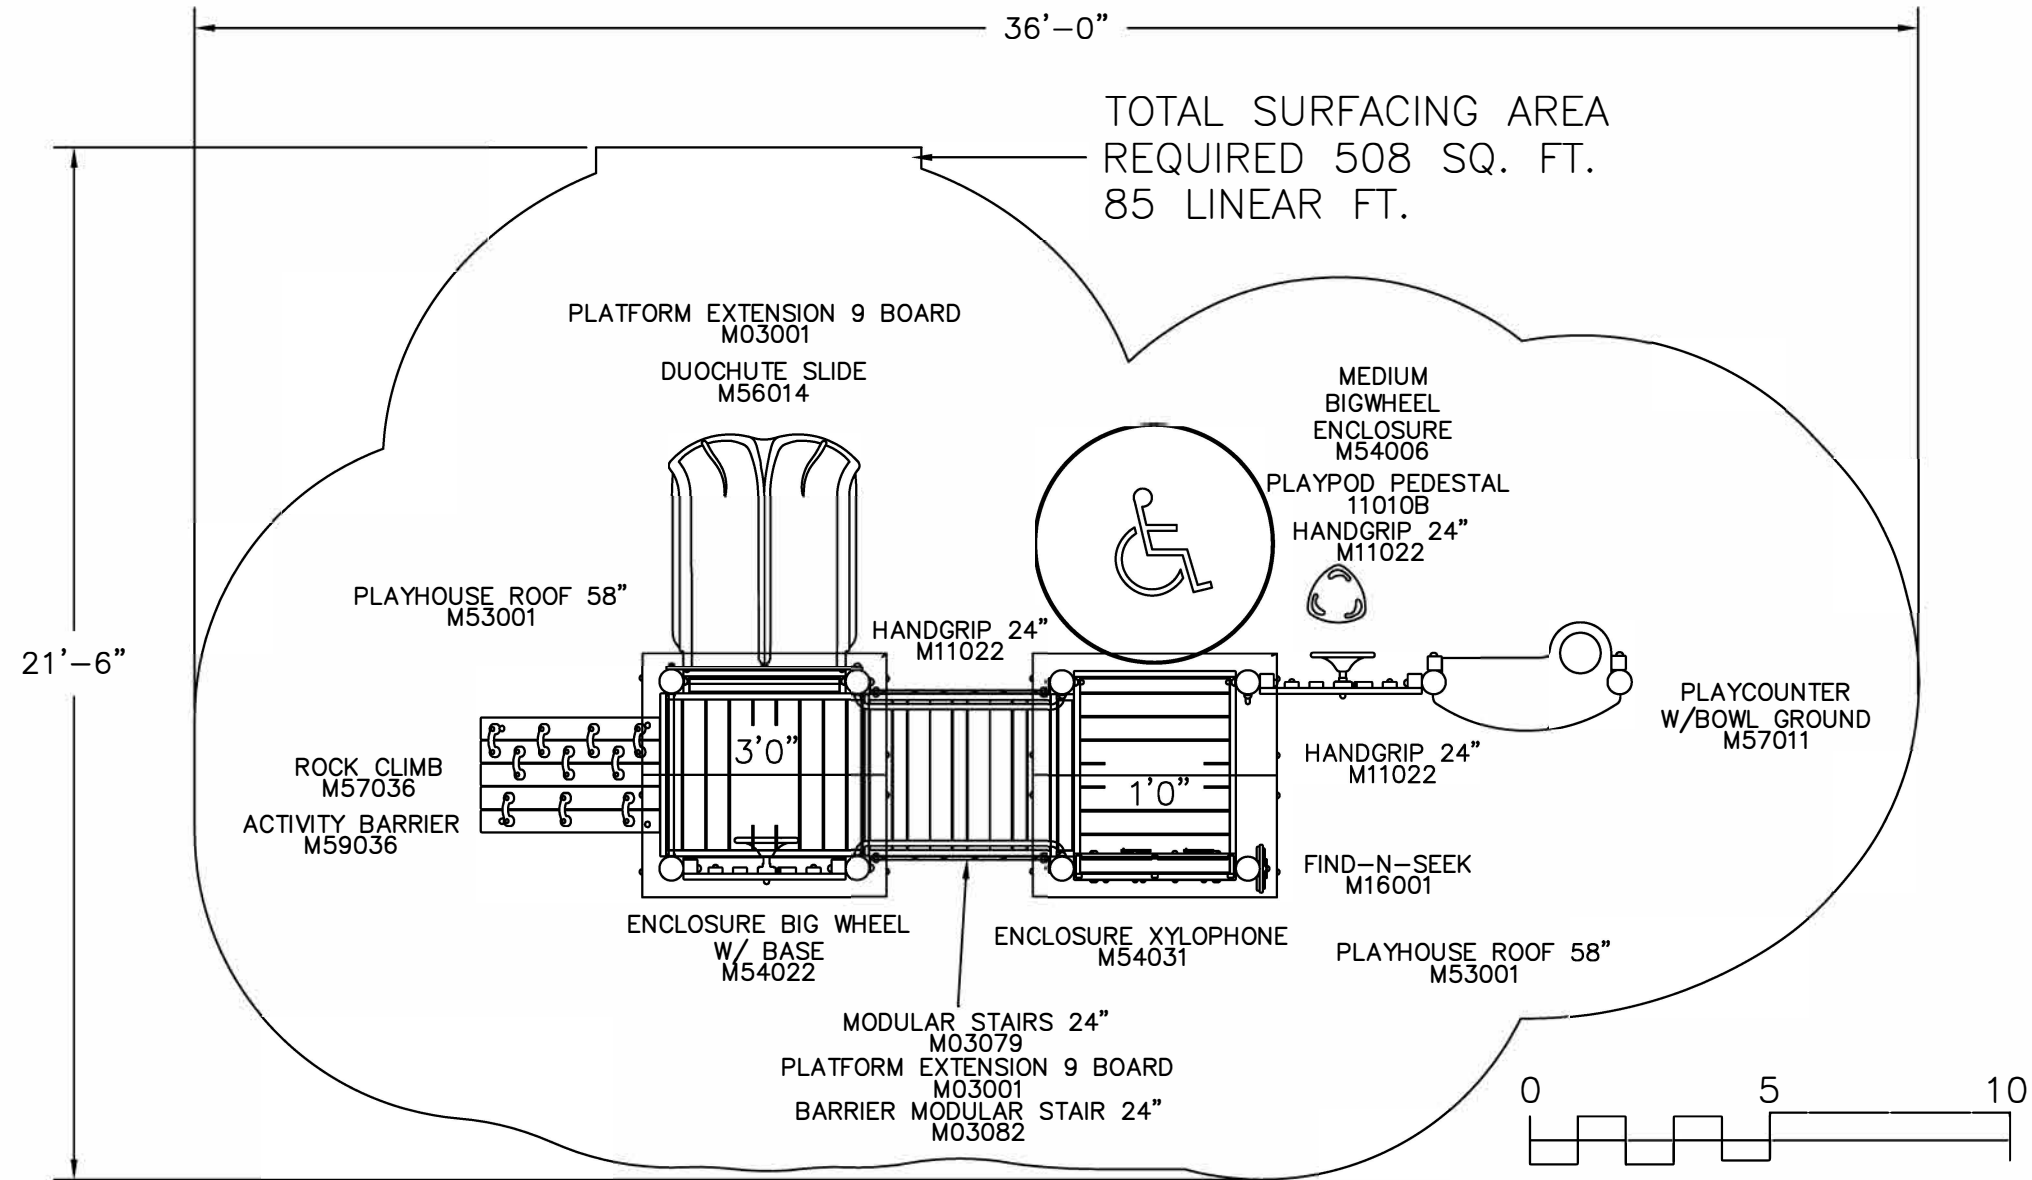 36'-0"
TOTAL SURFACING AREA
REQUIRED 508 SQ. FT.
85 LINEAR FT.
PLATFORM EXTENSION 9 BOARD
M03001
DUOCHUTE SLIDE
M56014
MEDIUM
BIGWHEEL
ENCLOSURE
M54006
PLAYPOD PEDESTAL
11010B
HANDGRIP 24"
M11022
PLAYHOUSE ROOF 58"
M53001
HANDGRIP 24"
M11022
21'-6"
PLAYCOUNTER
W/BOWL GROUND
M57011
3'0"
1'0"
HANDGRIP 24"
M11022
ROCK CLIMB
M57036
ACTIVITY BARRIER
M59036
FIND-N-SEEK
M16001
ENCLOSURE BIG WHEEL
W/ BASE
M54022
ENCLOSURE XYLOPHONE
M54031
PLAYHOUSE ROOF 58"
M53001
MODULAR STAIRS 24"
M03079
PLATFORM EXTENSION 9 BOARD
M03001
BARRIER MODULAR STAIR 24"
M03082
0 5 10